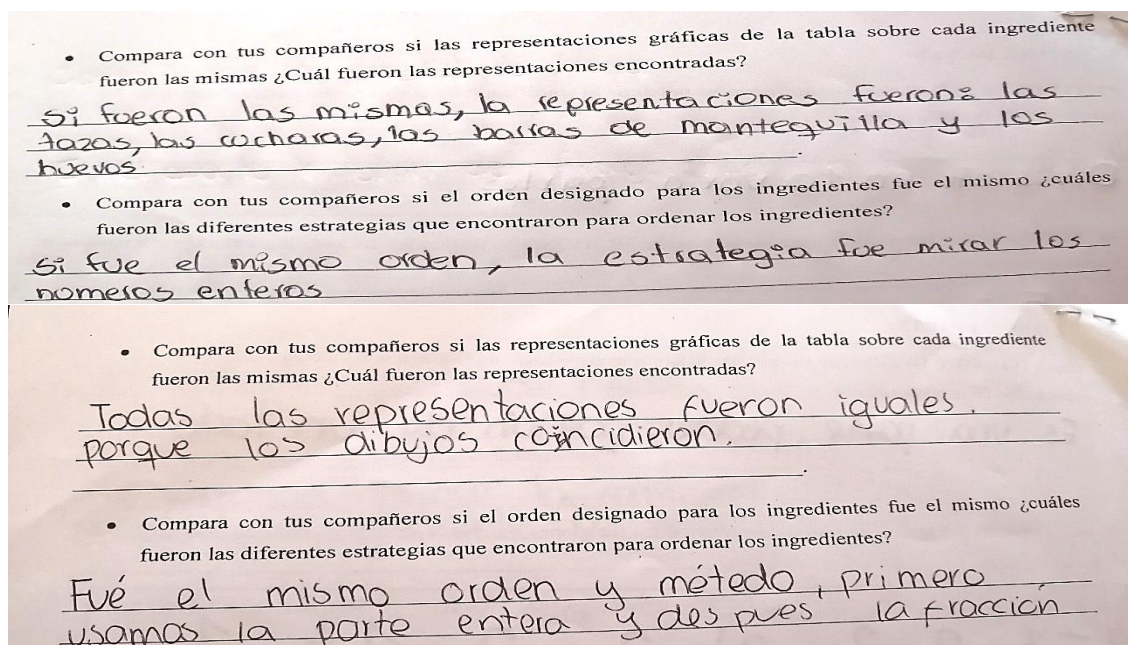 • Compara con tus compañeros si las representaciones gráficas de la tabla sobre cada ingrediente
fueron las mismas ¿Cuál fueron las representaciones encontradas?
Si fueron las mismas, la representaciones fueron: las
tazas, las cucharas, las barras de mantequilla y los
huevos.
• Compara con tus compañeros si el orden designado para los ingredientes fue el mismo ¿cuáles
fueron las diferentes estrategias que encontraron para ordenar los ingredientes?
Si fue el mismo orden, la estrategia fue mirar los
nomeros enteros
• Compara con tus compañeros si las representaciones gráficas de la tabla sobre cada ingrediente
fueron las mismas ¿Cuál fueron las representaciones encontradas?
Todas las representaciones fueron iguales.
porque los dibujos coincidieron.
• Compara con tus compañeros si el orden designado para los ingredientes fue el mismo ¿cuáles
fueron las diferentes estrategias que encontraron para ordenar los ingredientes?
Fué el mismo orden y métedo, primero
usamos la parte entera y des pues la fracción